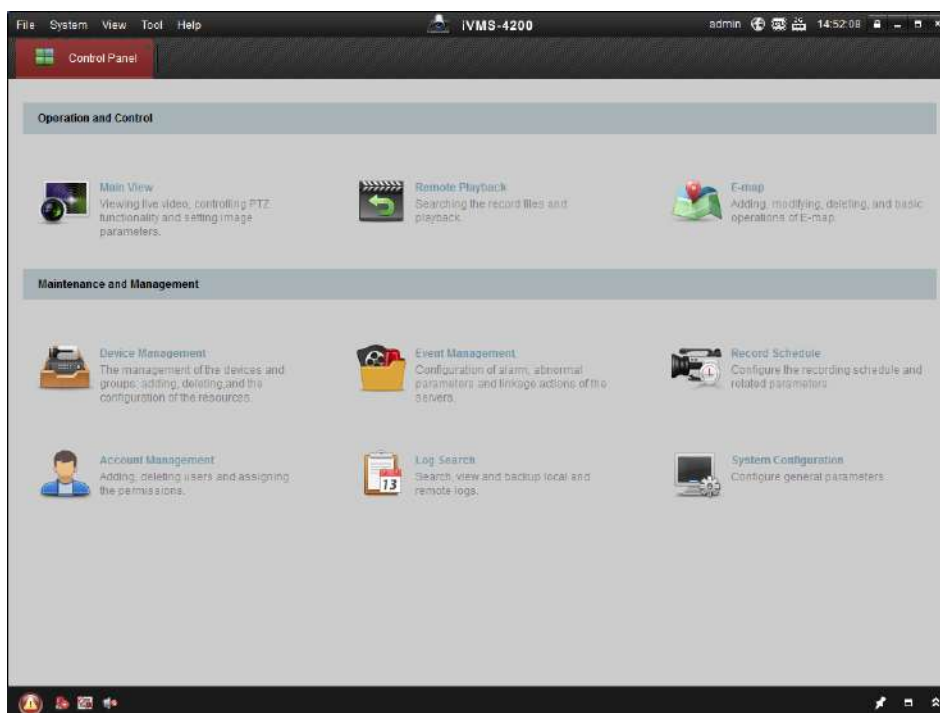 File System View Tool Help
iVMS-4200
admin 14:52:08
Control Panel
Operation and Control
Main View
Viewing live video, controlling PTZ
functionality and setting image
parameters.
Remote Playback
Searching the record files and
playback.
E-map
Adding, modifying, deleting, and basic
operations of E-map.
Maintenance and Management
Device Management
The management of the devices and
groups: adding, deleting,and the
configuration of the resources.
Event Management
Configuration of alarm, abnormal
parameters and linkage actions of the
servers.
Record Schedule
Configure the recording schedule and
related parameters
Account Management
Adding, deleting users and assigning
the permissions.
Log Search
Search, view and backup local and
remote logs.
13
System Configuration
Configure general parameters